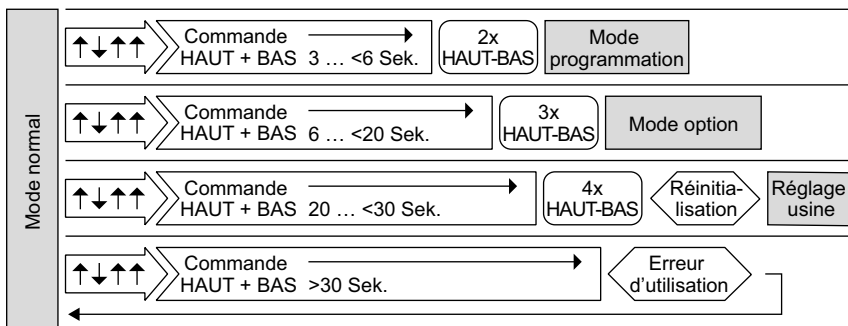 Mode normal
Commande
HAUT + BAS 3 … <6 Sek.
2x
HAUT-BAS
Mode
programmation
Commande
HAUT + BAS 6 … <20 Sek.
3x
HAUT-BAS
Mode option
Commande
HAUT + BAS 20 … <30 Sek.
4x
HAUT-BAS
Réinitia-
lisation
Réglage
usine
Commande
HAUT + BAS >30 Sek.
Erreur
d’utilisation